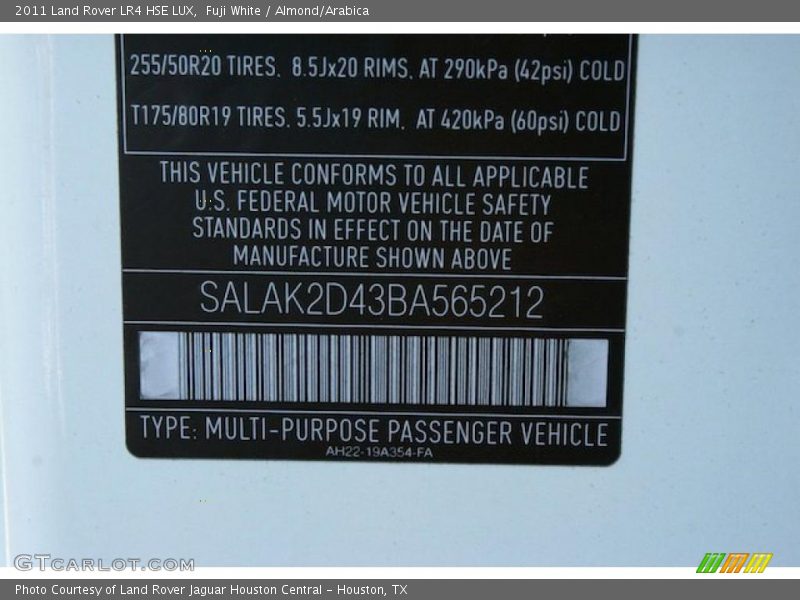 2011 Land Rover LR4 HSE LUX,  Fuji White / Almond/Arabica
255/50R20 TIRES. 8.5Jx20 RIMS. AT 290kPa (42psi) COLD
T175/80R19 TIRES. 5.5Jx19 RIM. AT 420kPa (60psi) COLD
THIS VEHICLE CONFORMS TO ALL APPLICABLE
U.S. FEDERAL MOTOR VEHICLE SAFETY
STANDARDS IN EFFECT ON THE DATE OF
MANUFACTURE SHOWN ABOVE
SALAK2D43BA565212
TYPE: MULTI-PURPOSE PASSENGER VEHICLE
AH22-19A354-FA
GTCARLOT.COM
Photo Courtesy of Land Rover Jaguar Houston Central - Houston, TX